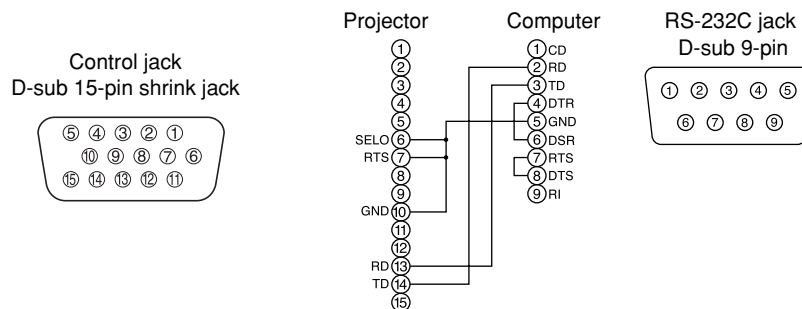 Control jack
D-sub 15-pin shrink jack
⑤ ④ ③ ② ①
⑩ ⑨ ⑧ ⑦ ⑥
⑮ ⑭ ⑬ ⑫ ⑪
Projector
①
②
③
④
⑤
SELO ⑥
RTS ⑦
⑧
⑨
GND ⑩
⑪
⑫
RD ⑬
TD ⑭
⑮
Computer
① CD
② RD
③ TD
④ DTR
⑤ GND
⑥ DSR
⑦ RTS
⑧ DTS
⑨ RI
RS-232C jack
D-sub 9-pin
① ② ③ ④ ⑤
⑥ ⑦ ⑧ ⑨